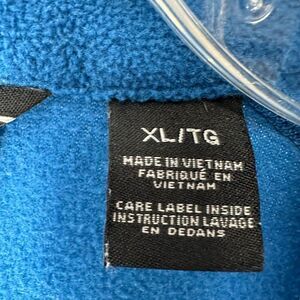 XL/TG
MADE IN VIETNAM
FABRIQUÉ EN
VIETNAM
CARE LABEL INSIDE
INSTRUCTION LAVAGE
EN DEDANS